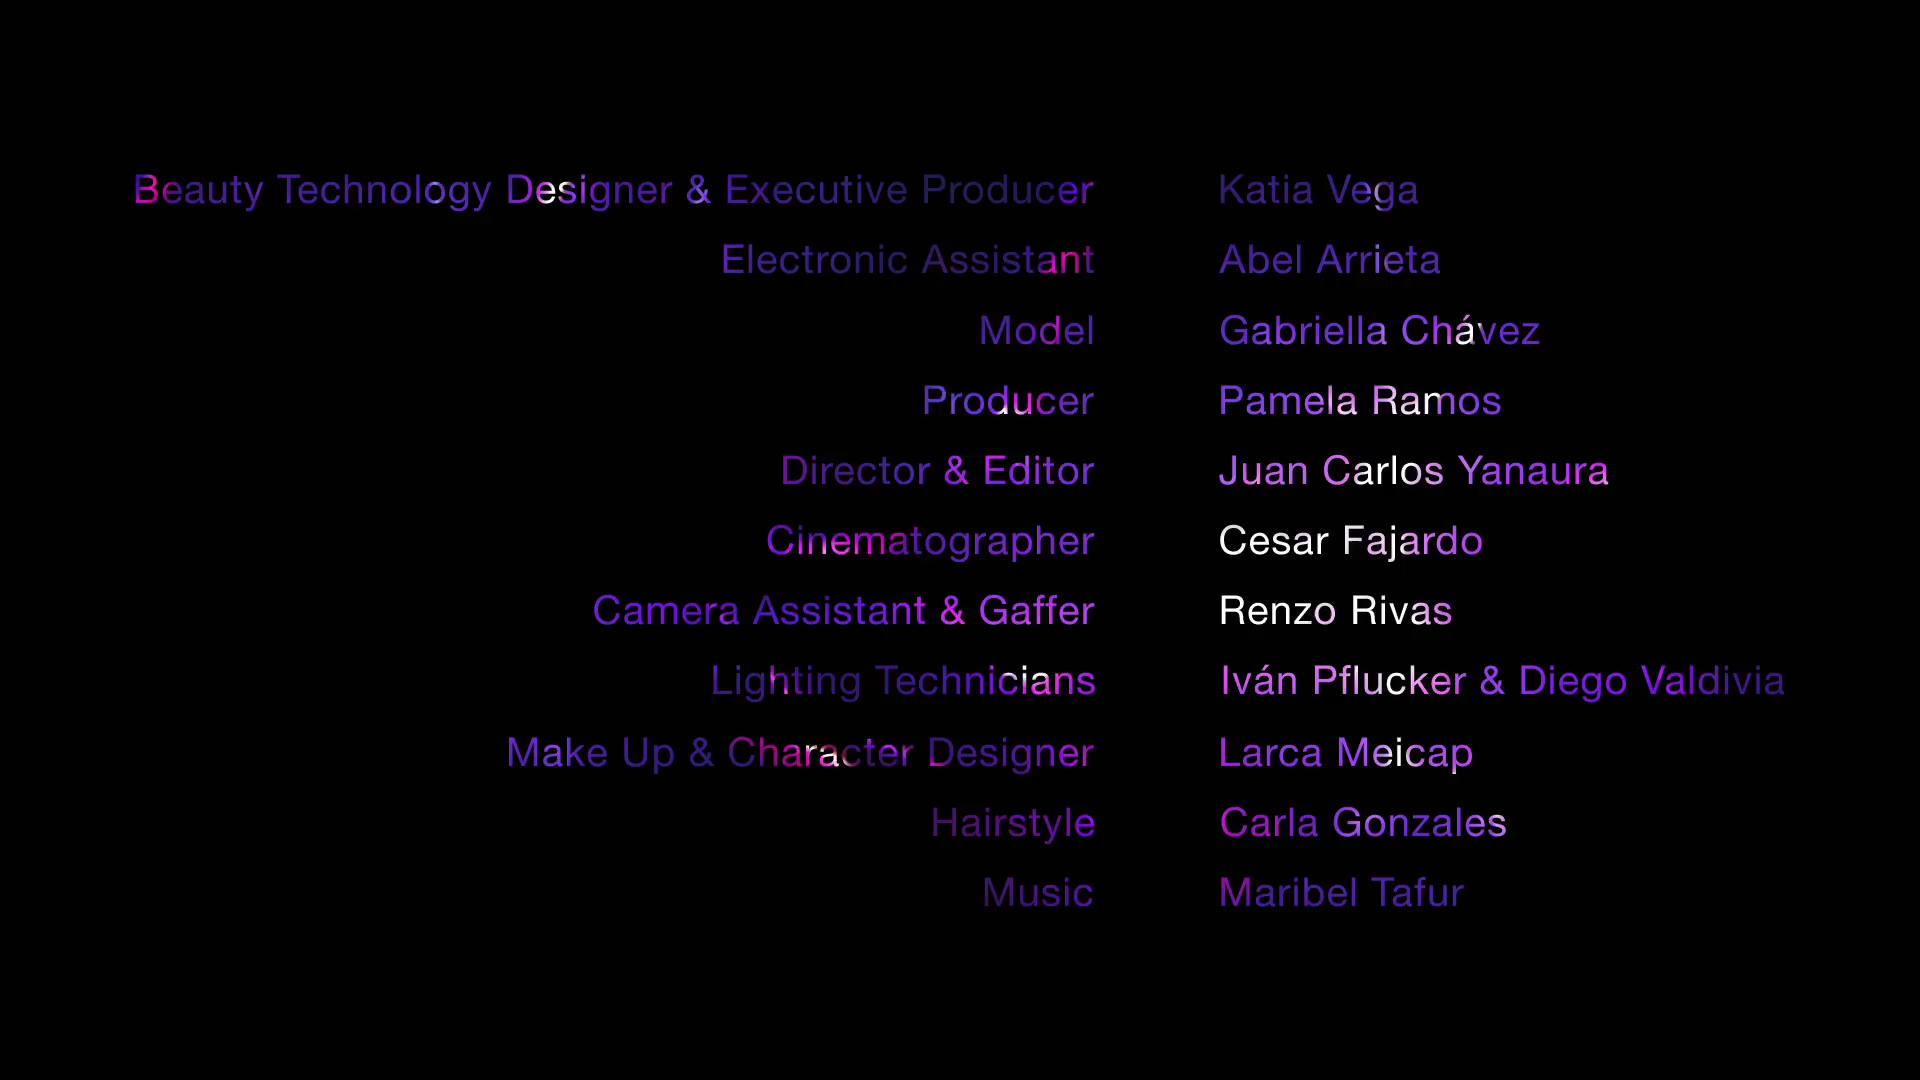 Beauty Technology Designer & Executive Producer Katia Vega
Electronic Assistant Abel Arrieta
Model Gabriella Chávez
Producer Pamela Ramos
Director & Editor Juan Carlos Yanaura
Cinematographer Cesar Fajardo
Camera Assistant & Gaffer Renzo Rivas
Lighting Technicians Iván Pflucker & Diego Valdivia
Make Up & Character Designer Larca Meicap
Hairstyle Carla Gonzales
Music Maribel Tafur